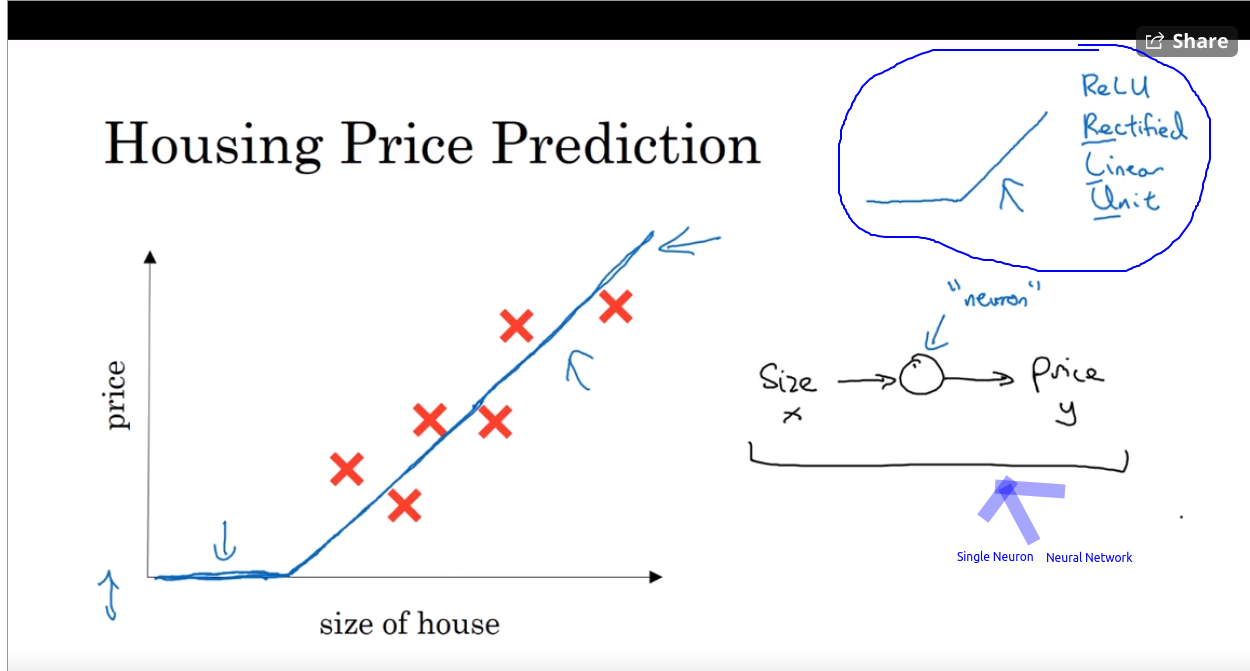 Share
Housing Price Prediction
ReLU
Rectified
Linear
Unit
price
size of house
"neuron"
Size
x
Price
y
Single Neuron Neural Network